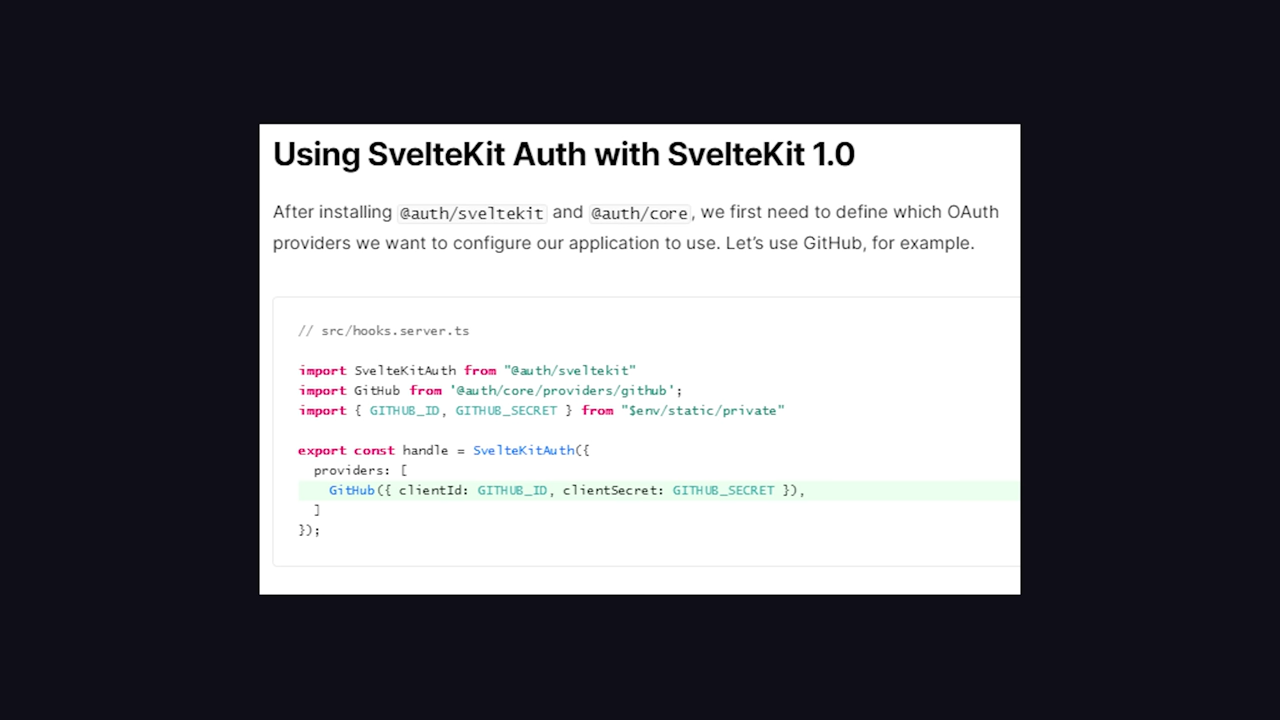 Using SvelteKit Auth with SvelteKit 1.0
After installing @auth/sveltekit and @auth/core, we first need to define which OAuth
providers we want to configure our application to use. Let’s use GitHub, for example.
// src/hooks.server.ts
import SvelteKitAuth from "@auth/sveltekit"
import GitHub from '@auth/core/providers/github';
import { GITHUB_ID, GITHUB_SECRET } from "$env/static/private"
export const handle = SvelteKitAuth({
  providers: [
    GitHub({ clientId: GITHUB_ID, clientSecret: GITHUB_SECRET }),
  ]
});